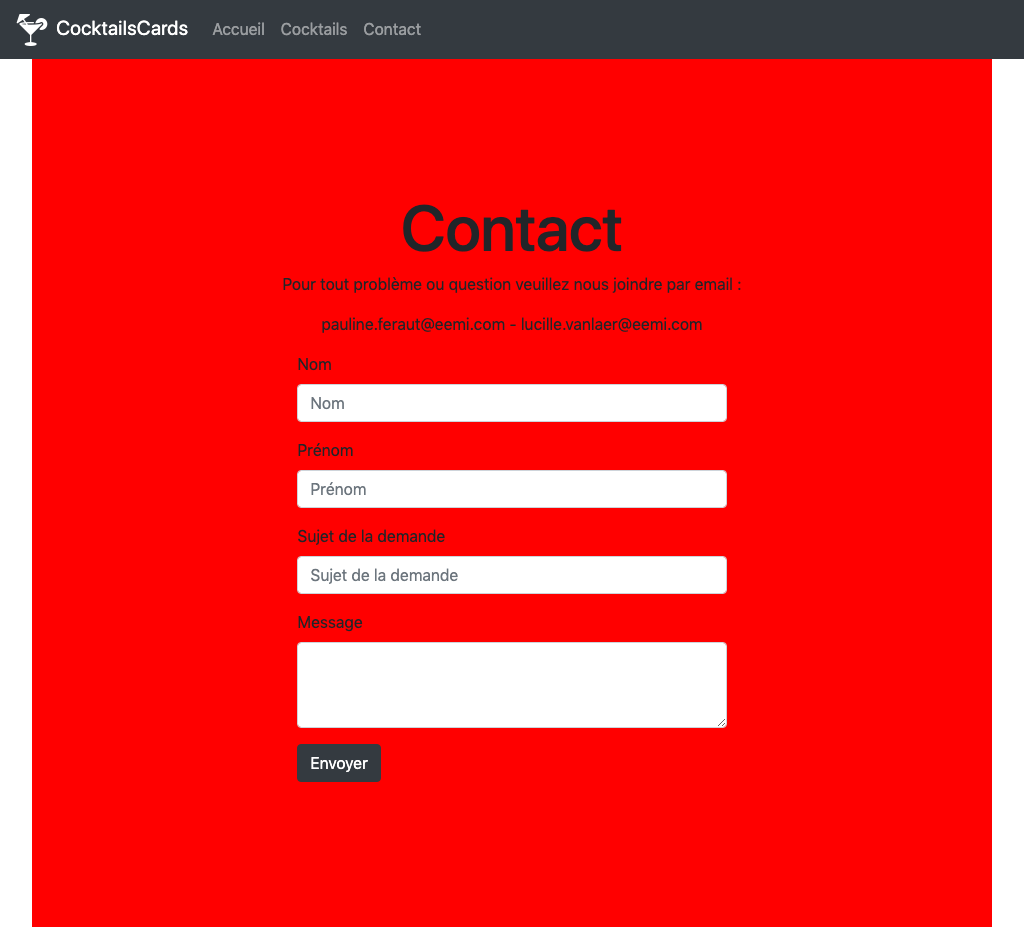 CocktailsCards Accueil Cocktails Contact
Contact
Pour tout problème ou question veuillez nous joindre par email :
pauline.feraut@eemi.com - lucille.vanlaer@eemi.com
Nom
Nom
Prénom
Prénom
Sujet de la demande
Sujet de la demande
Message
Envoyer